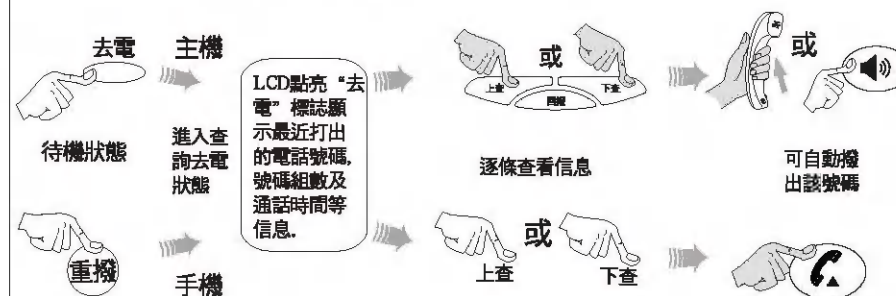 去電
主機
待機狀態
進入查
詢去電
狀態
LCD點亮“去
電”標誌顯
示最近打出
的電話號碼,
號碼組數及
通話時間等
信息.
或
上查
回撥
下查
逐條查看信息
或
可自動撥
出該號碼
重撥
手機
或
上查
下查